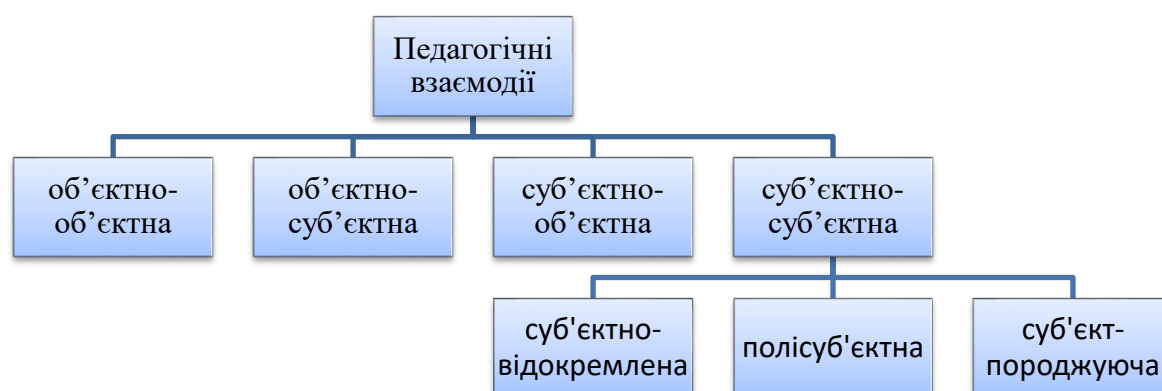 Педагогічні
взаємодії
об’єктно-
об’єктна
об’єктно-
суб’єктна
суб’єктно-
об’єктна
суб’єктно-
суб’єктна
суб'єктно-
відокремлена
полісуб'єктна
суб'єкт-
породжуюча